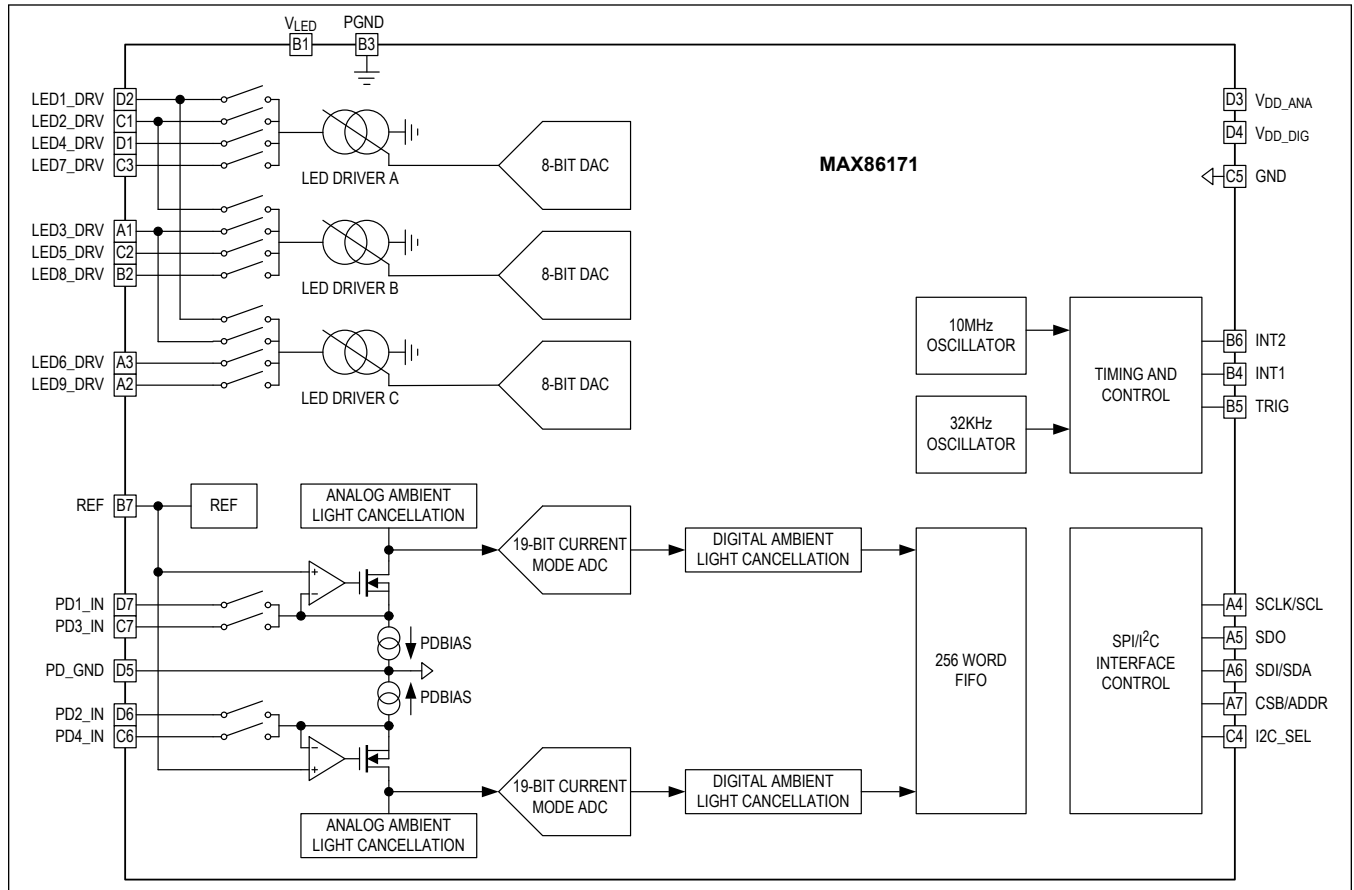 VLED PGND
B1 B3
LED1_DRV D2
LED2_DRV C1
LED4_DRV D1
LED7_DRV C3
LED DRIVER A
8-BIT DAC
MAX86171
D3 VDD_ANA
D4 VDD_DIG
C5 GND
LED3_DRV A1
LED5_DRV C2
LED8_DRV B2
LED DRIVER B
8-BIT DAC
LED6_DRV A3
LED9_DRV A2
LED DRIVER C
8-BIT DAC
10MHz
OSCILLATOR
32KHz
OSCILLATOR
TIMING AND
CONTROL
B6 INT2
B4 INT1
B5 TRIG
REF B7
REF
ANALOG AMBIENT
LIGHT CANCELLATION
19-BIT CURRENT
MODE ADC
DIGITAL AMBIENT
LIGHT CANCELLATION
+
−
PD1_IN D7
PD3_IN C7
PDBIAS
PD_GND D5
PDBIAS
PD2_IN D6
PD4_IN C6
−
+
19-BIT CURRENT
MODE ADC
DIGITAL AMBIENT
LIGHT CANCELLATION
ANALOG AMBIENT
LIGHT CANCELLATION
256 WORD
FIFO
SPI/I2C
INTERFACE
CONTROL
A4 SCLK/SCL
A5 SDO
A6 SDI/SDA
A7 CSB/ADDR
C4 I2C_SEL